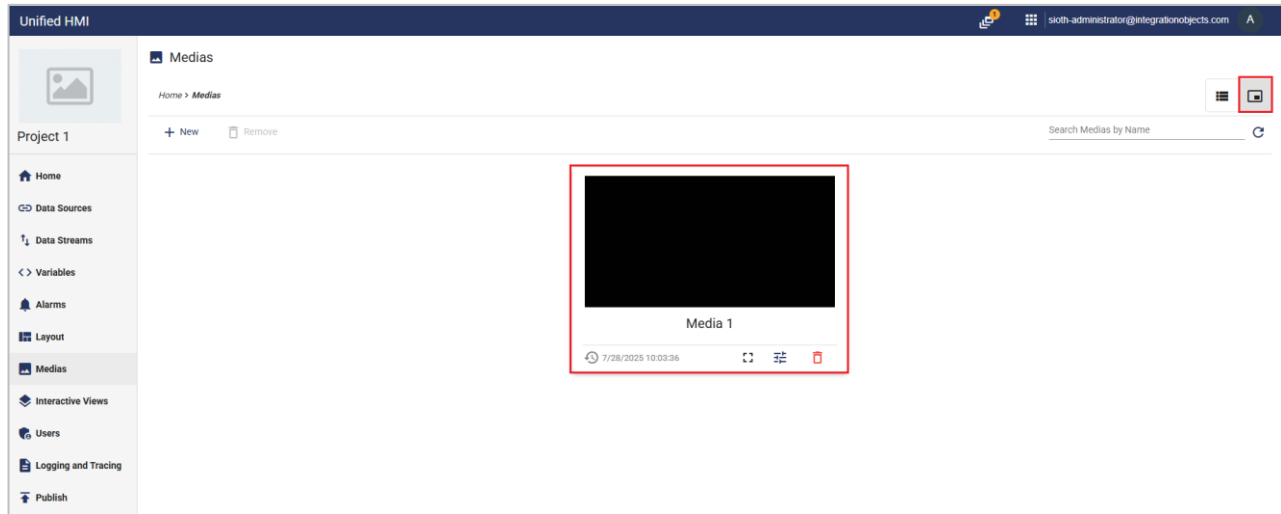 Unified HMI
1
sioth-administrator@integrationobjects.com
A
Project 1
Home
Data Sources
Data Streams
Variables
Alarms
Layout
Medias
Interactive Views
Users
Logging and Tracing
Publish
Medias
Home > Medias
+ New
Remove
Search Medias by Name
Media 1
7/28/2025 10:03:36